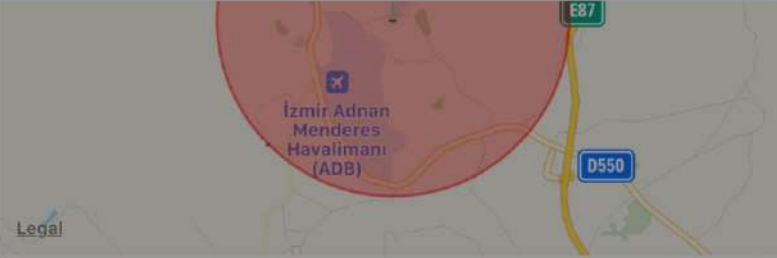 E87
İzmir Adnan
Menderes
Havalimanı
(ADB)
D550
Legal